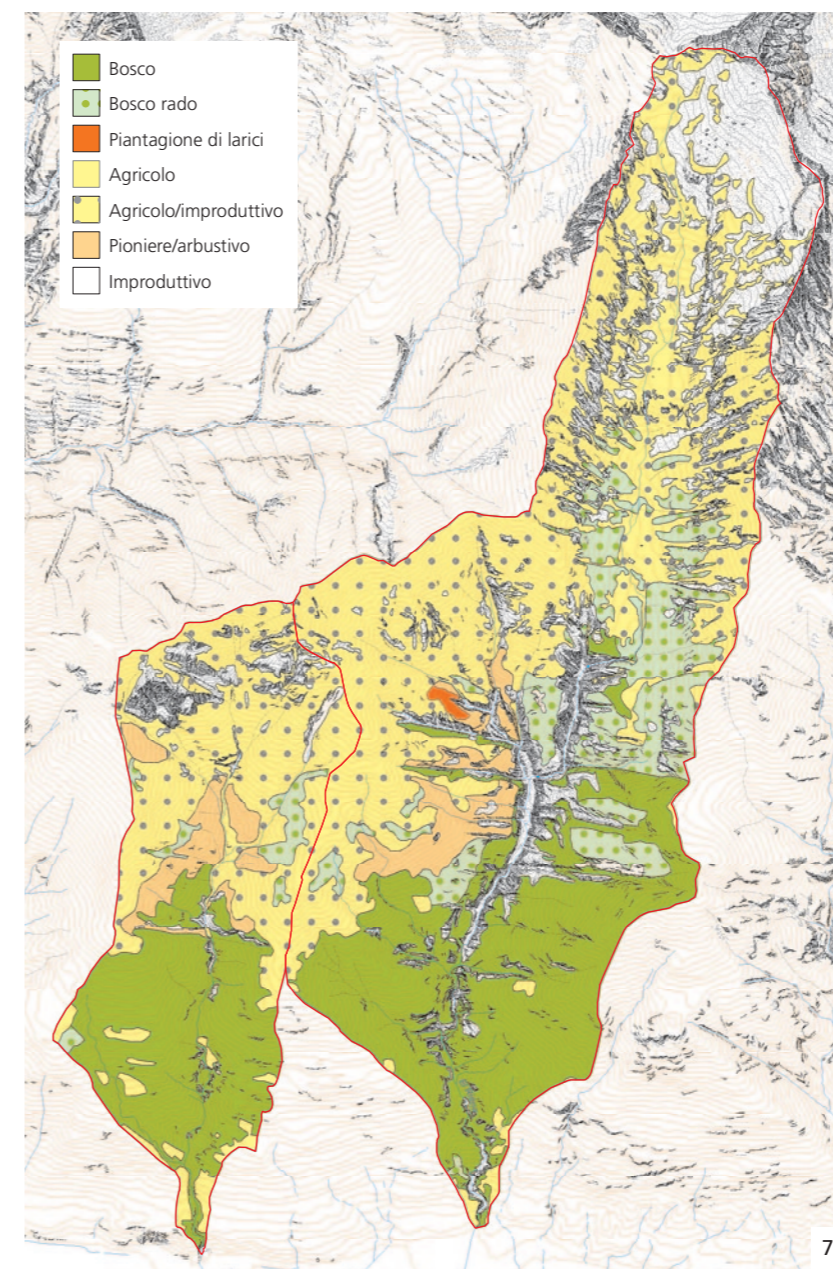 Bosco
Bosco rado
Piantagione di larici
Agricolo
Agricolo/improduttivo
Pioniere/arbustivo
Improduttivo
7